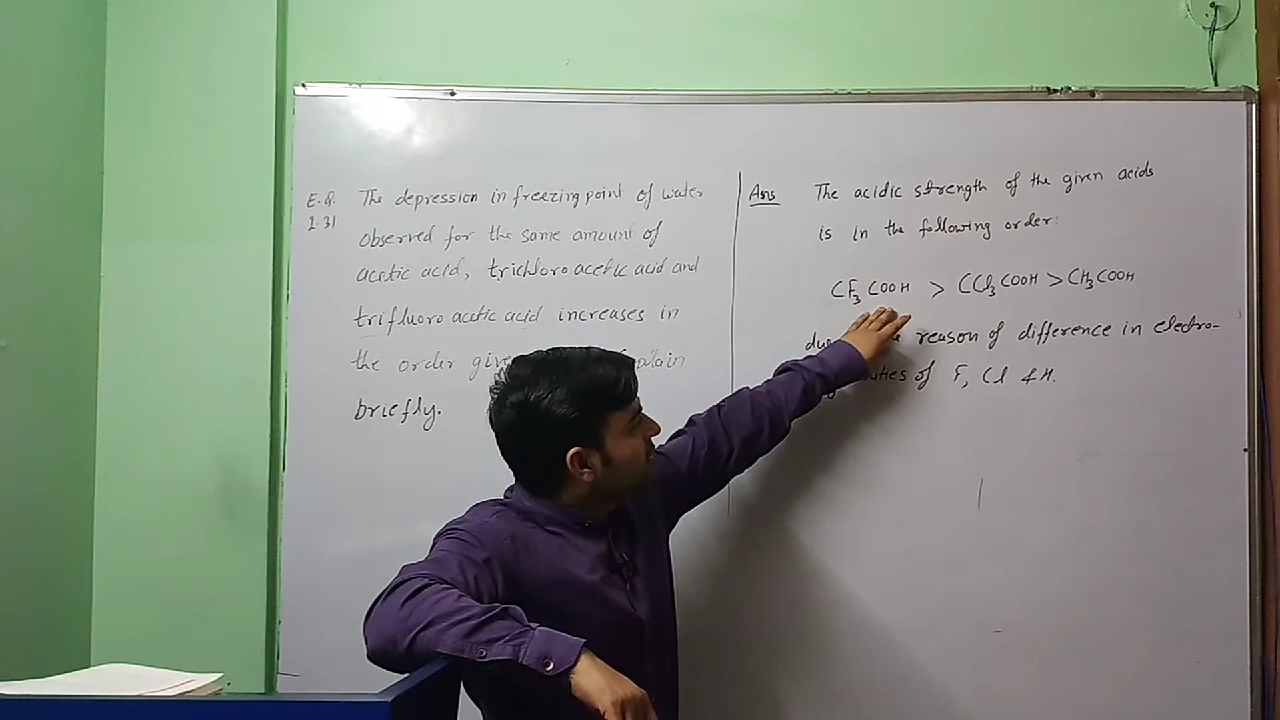 E.8. The depression in freezing point of water
2.31 observed for the same amount of
acetic acid, trichloro acetic acid and
trifluoro acetic acid increases in
the order
briefly.
Ans The acidic strength of the given acids
is in the following order:
CF3COOH > CCl3COOH > CH3COOH
reason of difference in electro-
of F, Cl & H.